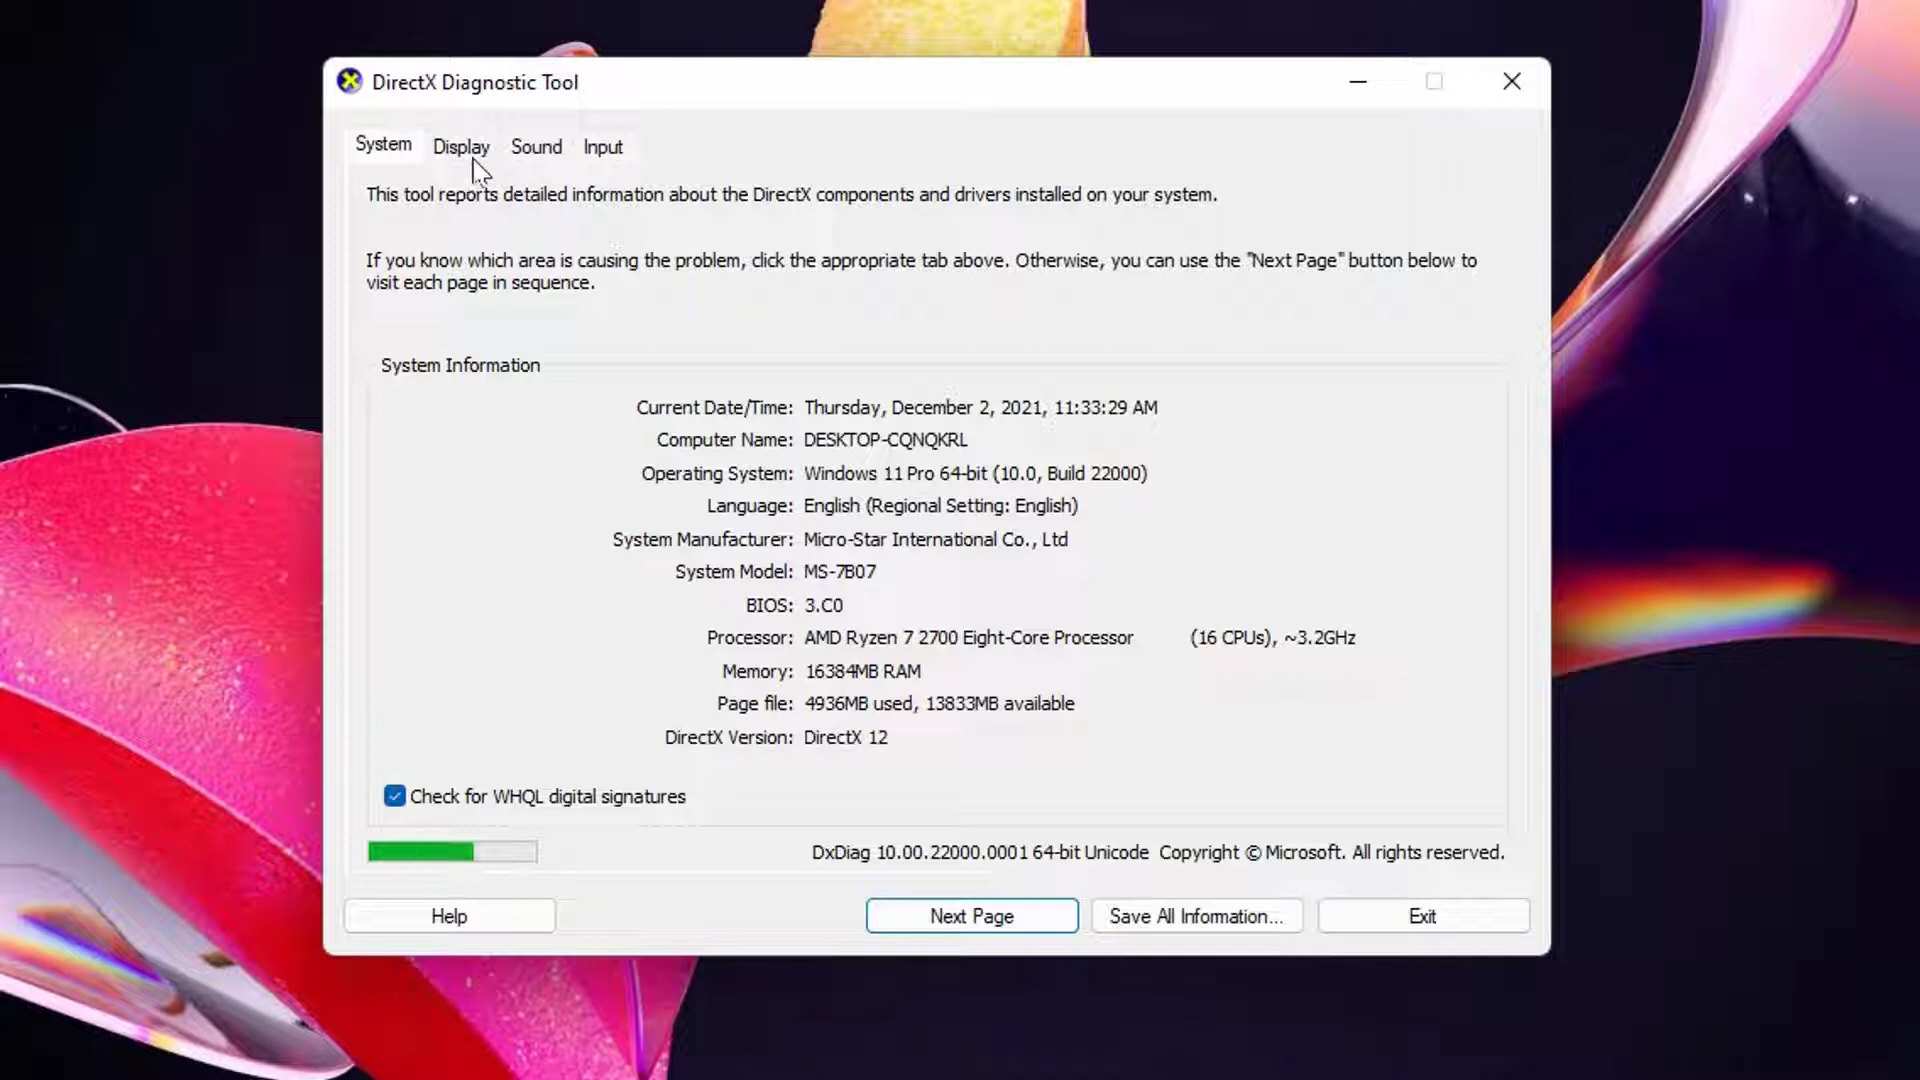 DirectX Diagnostic Tool
System Display Sound Input
This tool reports detailed information about the DirectX components and drivers installed on your system.
If you know which area is causing the problem, click the appropriate tab above. Otherwise, you can use the "Next Page" button below to
visit each page in sequence.
System Information
Current Date/Time: Thursday, December 2, 2021, 11:33:29 AM
Computer Name: DESKTOP-CQNQKRL
Operating System: Windows 11 Pro 64-bit (10.0, Build 22000)
Language: English (Regional Setting: English)
System Manufacturer: Micro-Star International Co., Ltd
System Model: MS-7B07
BIOS: 3.C0
Processor: AMD Ryzen 7 2700 Eight-Core Processor (16 CPUs), ~3.2GHz
Memory: 16384MB RAM
Page file: 4936MB used, 13833MB available
DirectX Version: DirectX 12
Check for WHQL digital signatures
DxDiag 10.00.22000.0001 64-bit Unicode Copyright © Microsoft. All rights reserved.
Help Next Page Save All Information... Exit